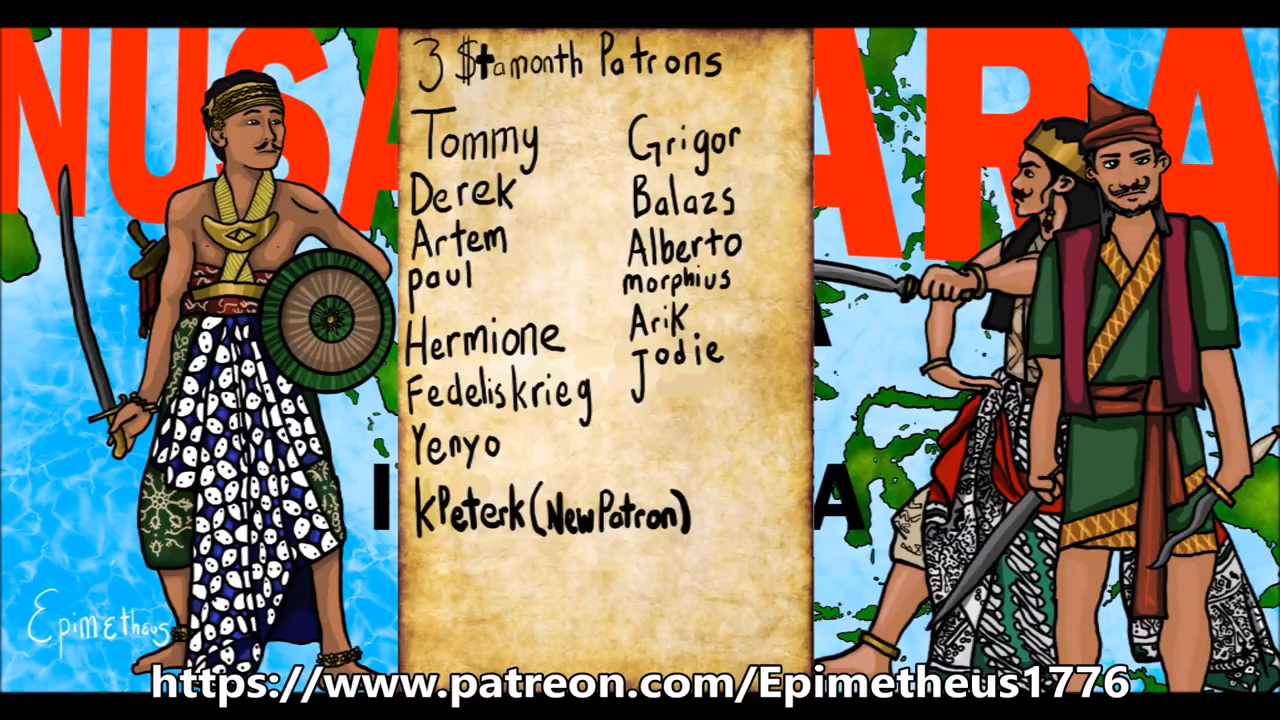 NUSA
ARA
3 $+ a month Patrons
Tommy
Derek
Artem
paul
Hermione
Fedeliskrieg
Yenyo
KPeterk (New Patron)
Grigor
Balazs
Alberto
morphius
Arik
Jodie
I
A
Epimetheus
https://www.patreon.com/Epimetheus1776